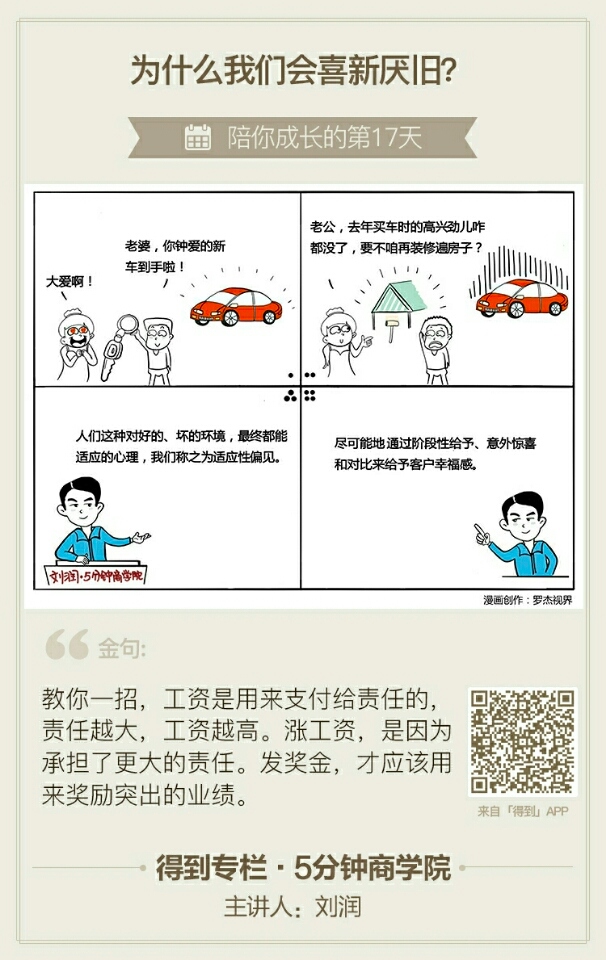 为什么我们会喜新厌旧？
陪你成长的第17天
老婆，你钟爱的新
车到手啦！
大爱啊！
老公，去年买车时的高兴劲儿咋
都没了，要不咱再装修遍房子？
人们这种对好的、坏的环境，最终都能
适应的心理，我们称之为适应性偏见。
刘润·5分钟商学院
尽可能地通过阶段性给予、意外惊喜
和对比来给予客户幸福感。
漫画创作：罗杰视界
金句:
教你一招，工资是用来支付给责任的，
责任越大，工资越高。涨工资，是因为
承担了更大的责任。发奖金，才应该用
来奖励突出的业绩。
来自「得到」APP
得到专栏·5分钟商学院
主讲人：刘润